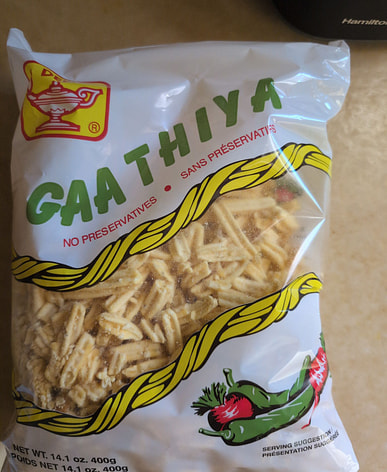 Hamilton
®
GAATHIYA
NO PRESERVATIVES • SANS PRÉSERVATIFS
SERVING SUGGESTION
PRÉSENTATION SUGGÉRÉE
NET WT. 14.1 oz. 400g
POIDS NET 14.1 oz. 400g